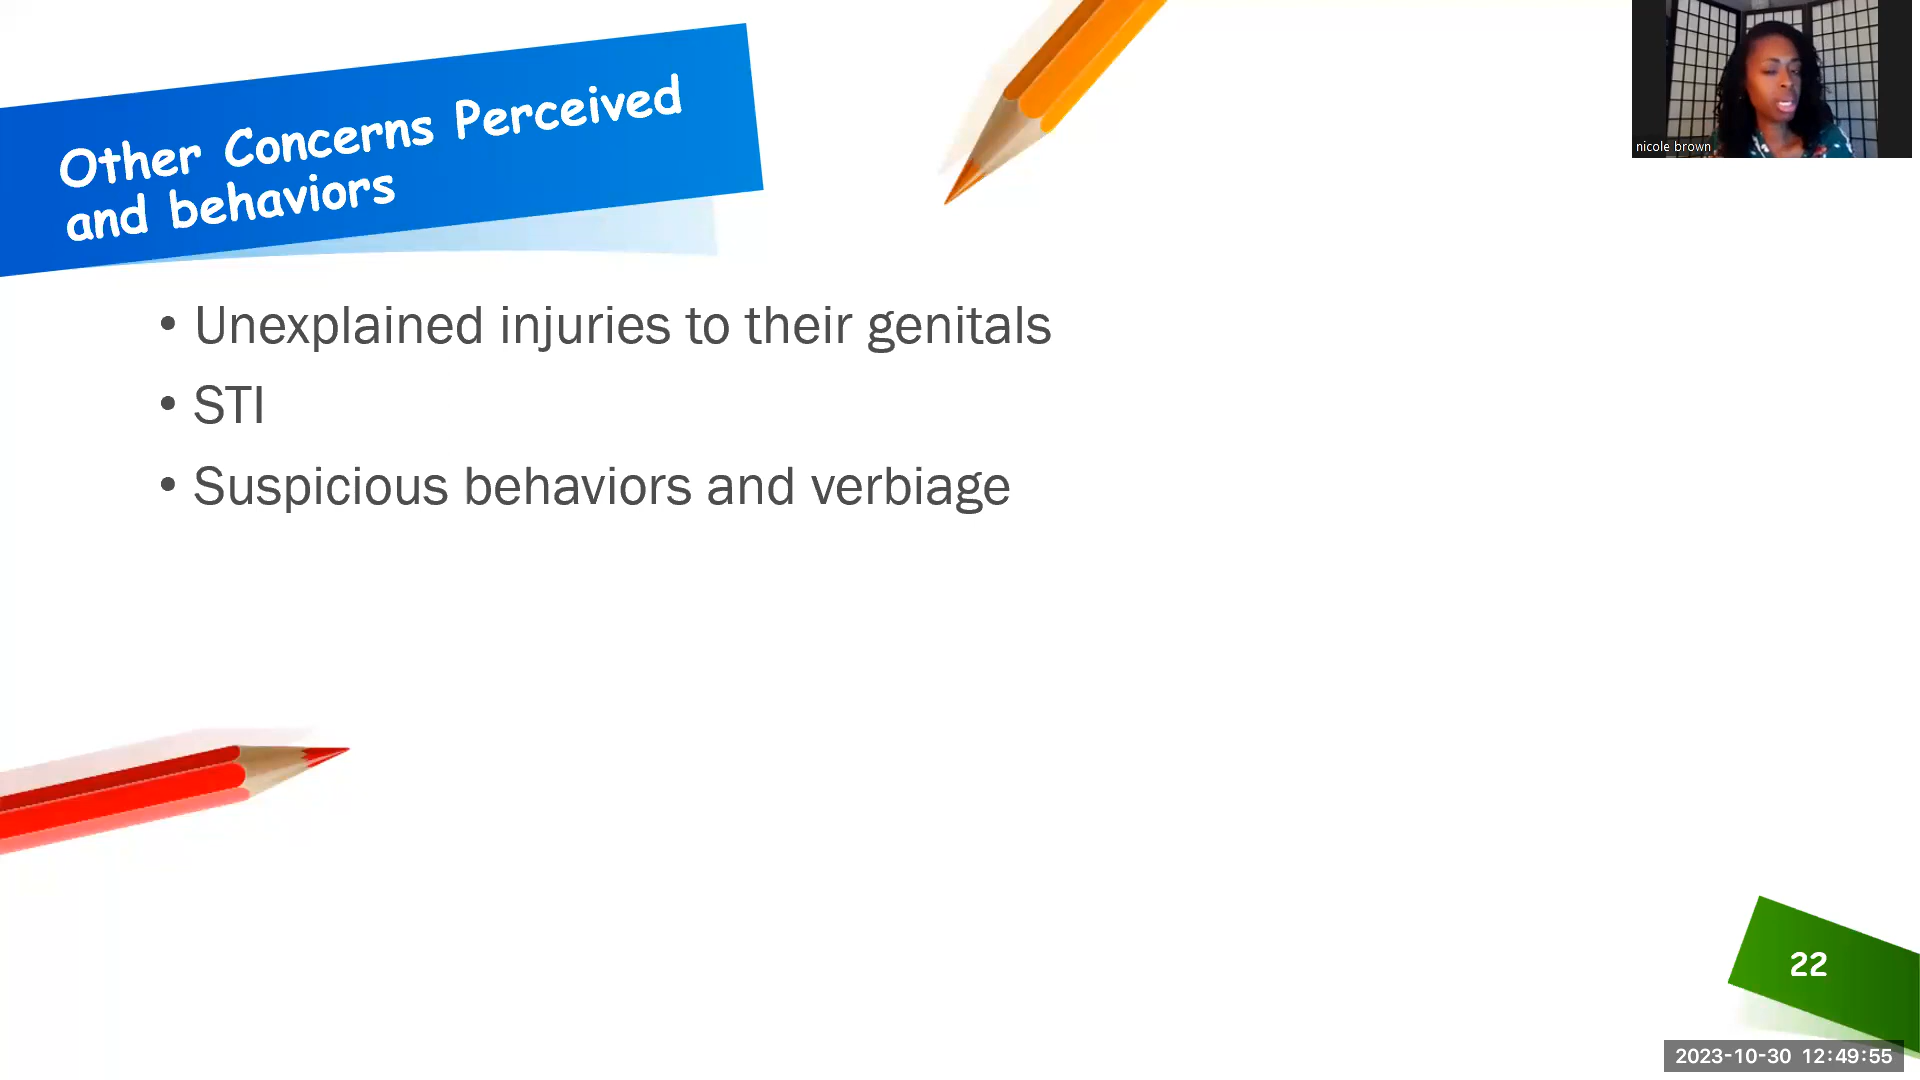 Other Concerns Perceived
and behaviors
nicole brown
• Unexplained injuries to their genitals
• STI
• Suspicious behaviors and verbiage
22
2023-10-30 12:49:55